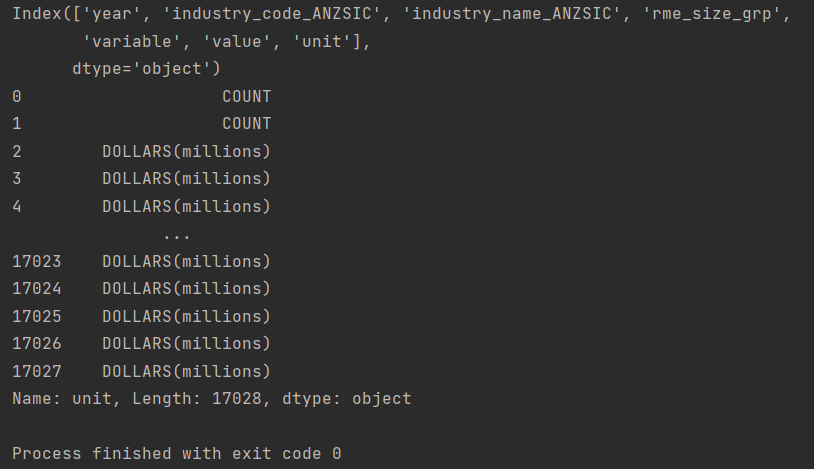 Index(['year', 'industry_code_ANZSIC', 'industry_name_ANZSIC', 'rme_size_grp',
       'variable', 'value', 'unit'],
      dtype='object')
0                    COUNT
1                    COUNT
2        DOLLARS(millions)
3        DOLLARS(millions)
4        DOLLARS(millions)
               ...
17023    DOLLARS(millions)
17024    DOLLARS(millions)
17025    DOLLARS(millions)
17026    DOLLARS(millions)
17027    DOLLARS(millions)
Name: unit, Length: 17028, dtype: object

Process finished with exit code 0